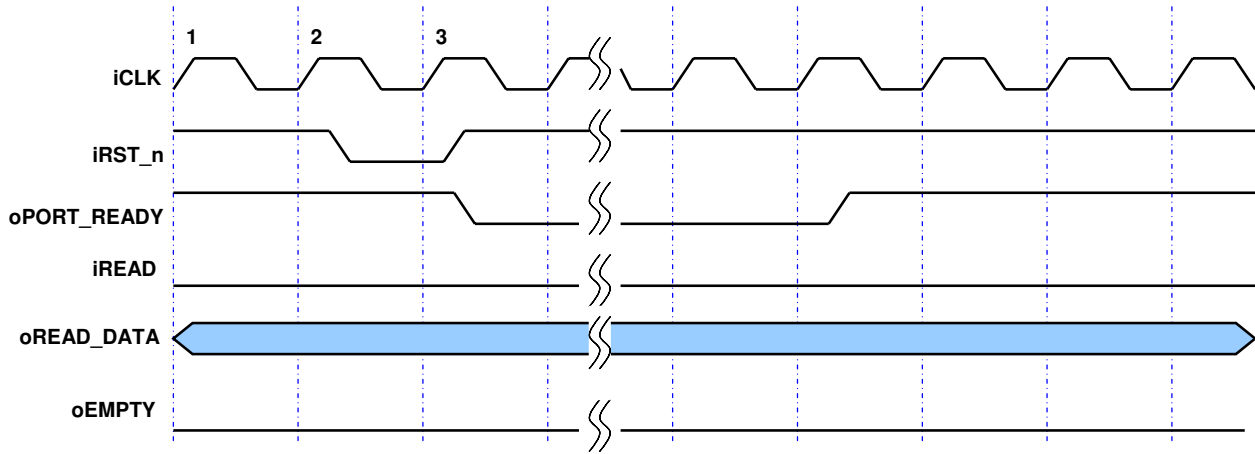 1 2 3
iCLK
iRST_n
oPORT_READY
iREAD
oREAD_DATA
oEMPTY